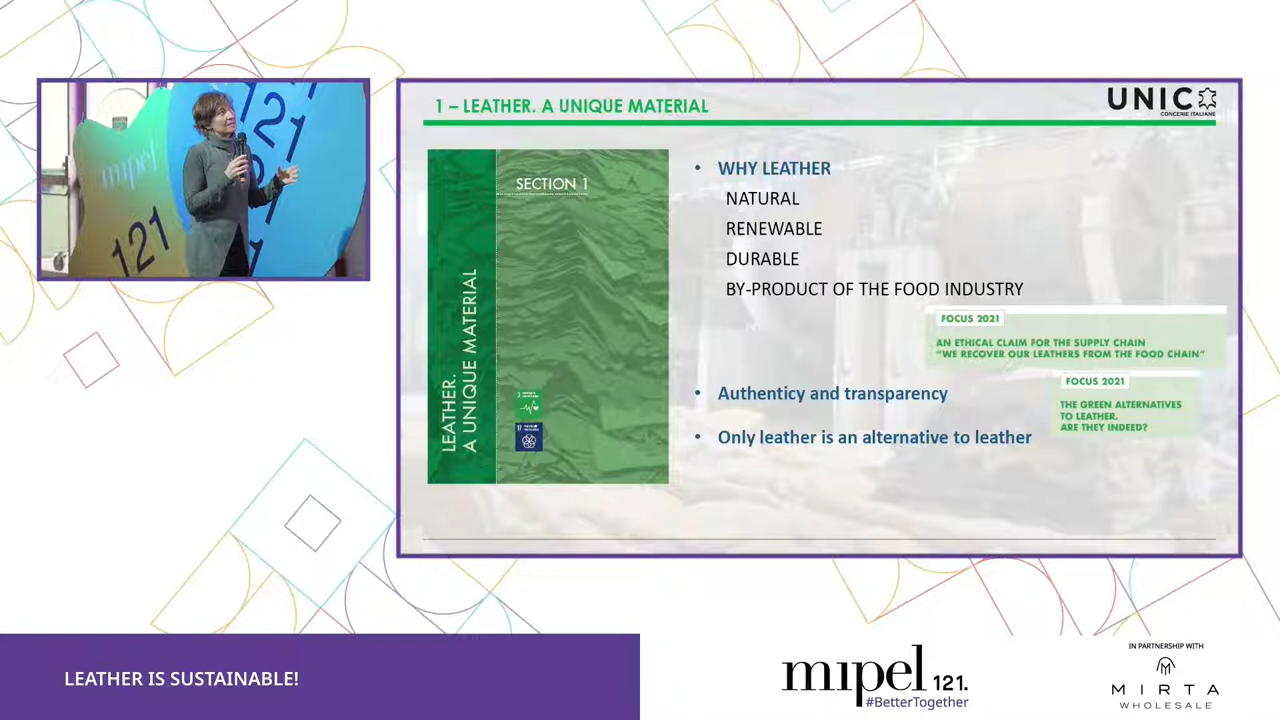 mipel
121
121
1 – LEATHER. A UNIQUE MATERIAL
UNIC
CONCERIE ITALIANE
SECTION 1
LEATHER.
A UNIQUE MATERIAL
• WHY LEATHER
NATURAL
RENEWABLE
DURABLE
BY-PRODUCT OF THE FOOD INDUSTRY
FOCUS 2021
AN ETHICAL CLAIM FOR THE SUPPLY CHAIN
"WE RECOVER OUR LEATHERS FROM THE FOOD CHAIN"
• Authenticy and transparency
FOCUS 2021
THE GREEN ALTERNATIVES
TO LEATHER.
ARE THEY INDEED?
• Only leather is an alternative to leather
LEATHER IS SUSTAINABLE!
mipel 121.
#BetterTogether
IN PARTNERSHIP WITH
MIRTA
WHOLESALE